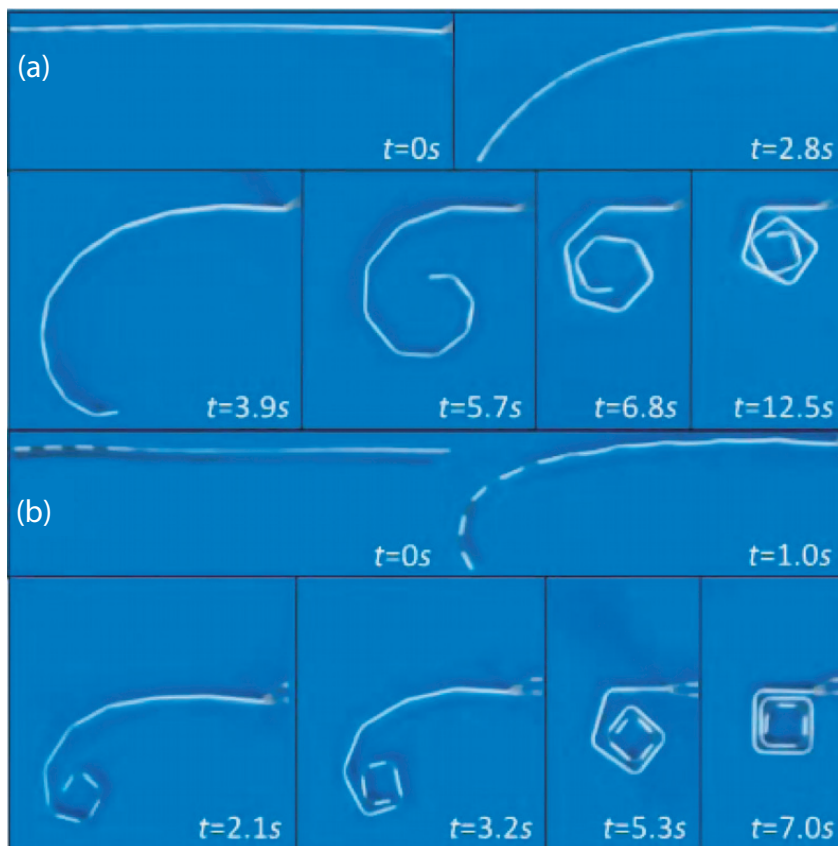 (a)
t=0s
t=2.8s
t=3.9s
t=5.7s
t=6.8s
t=12.5s
(b)
t=0s
t=1.0s
t=2.1s
t=3.2s
t=5.3s
t=7.0s